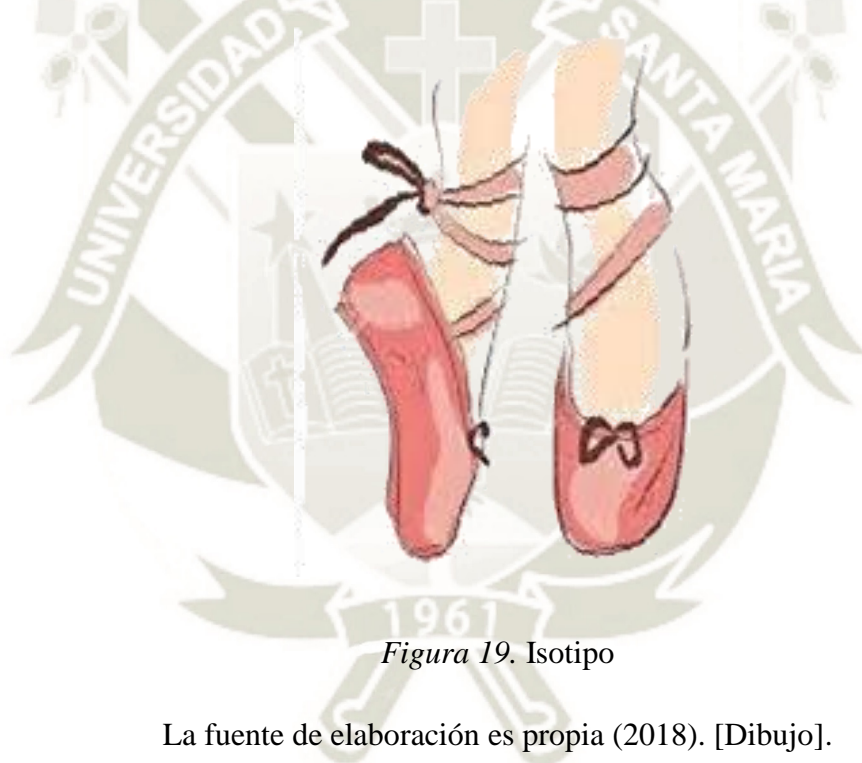 UNIVERSIDAD
SANTA MARIA
1961
Figura 19. Isotipo
La fuente de elaboración es propia (2018). [Dibujo].